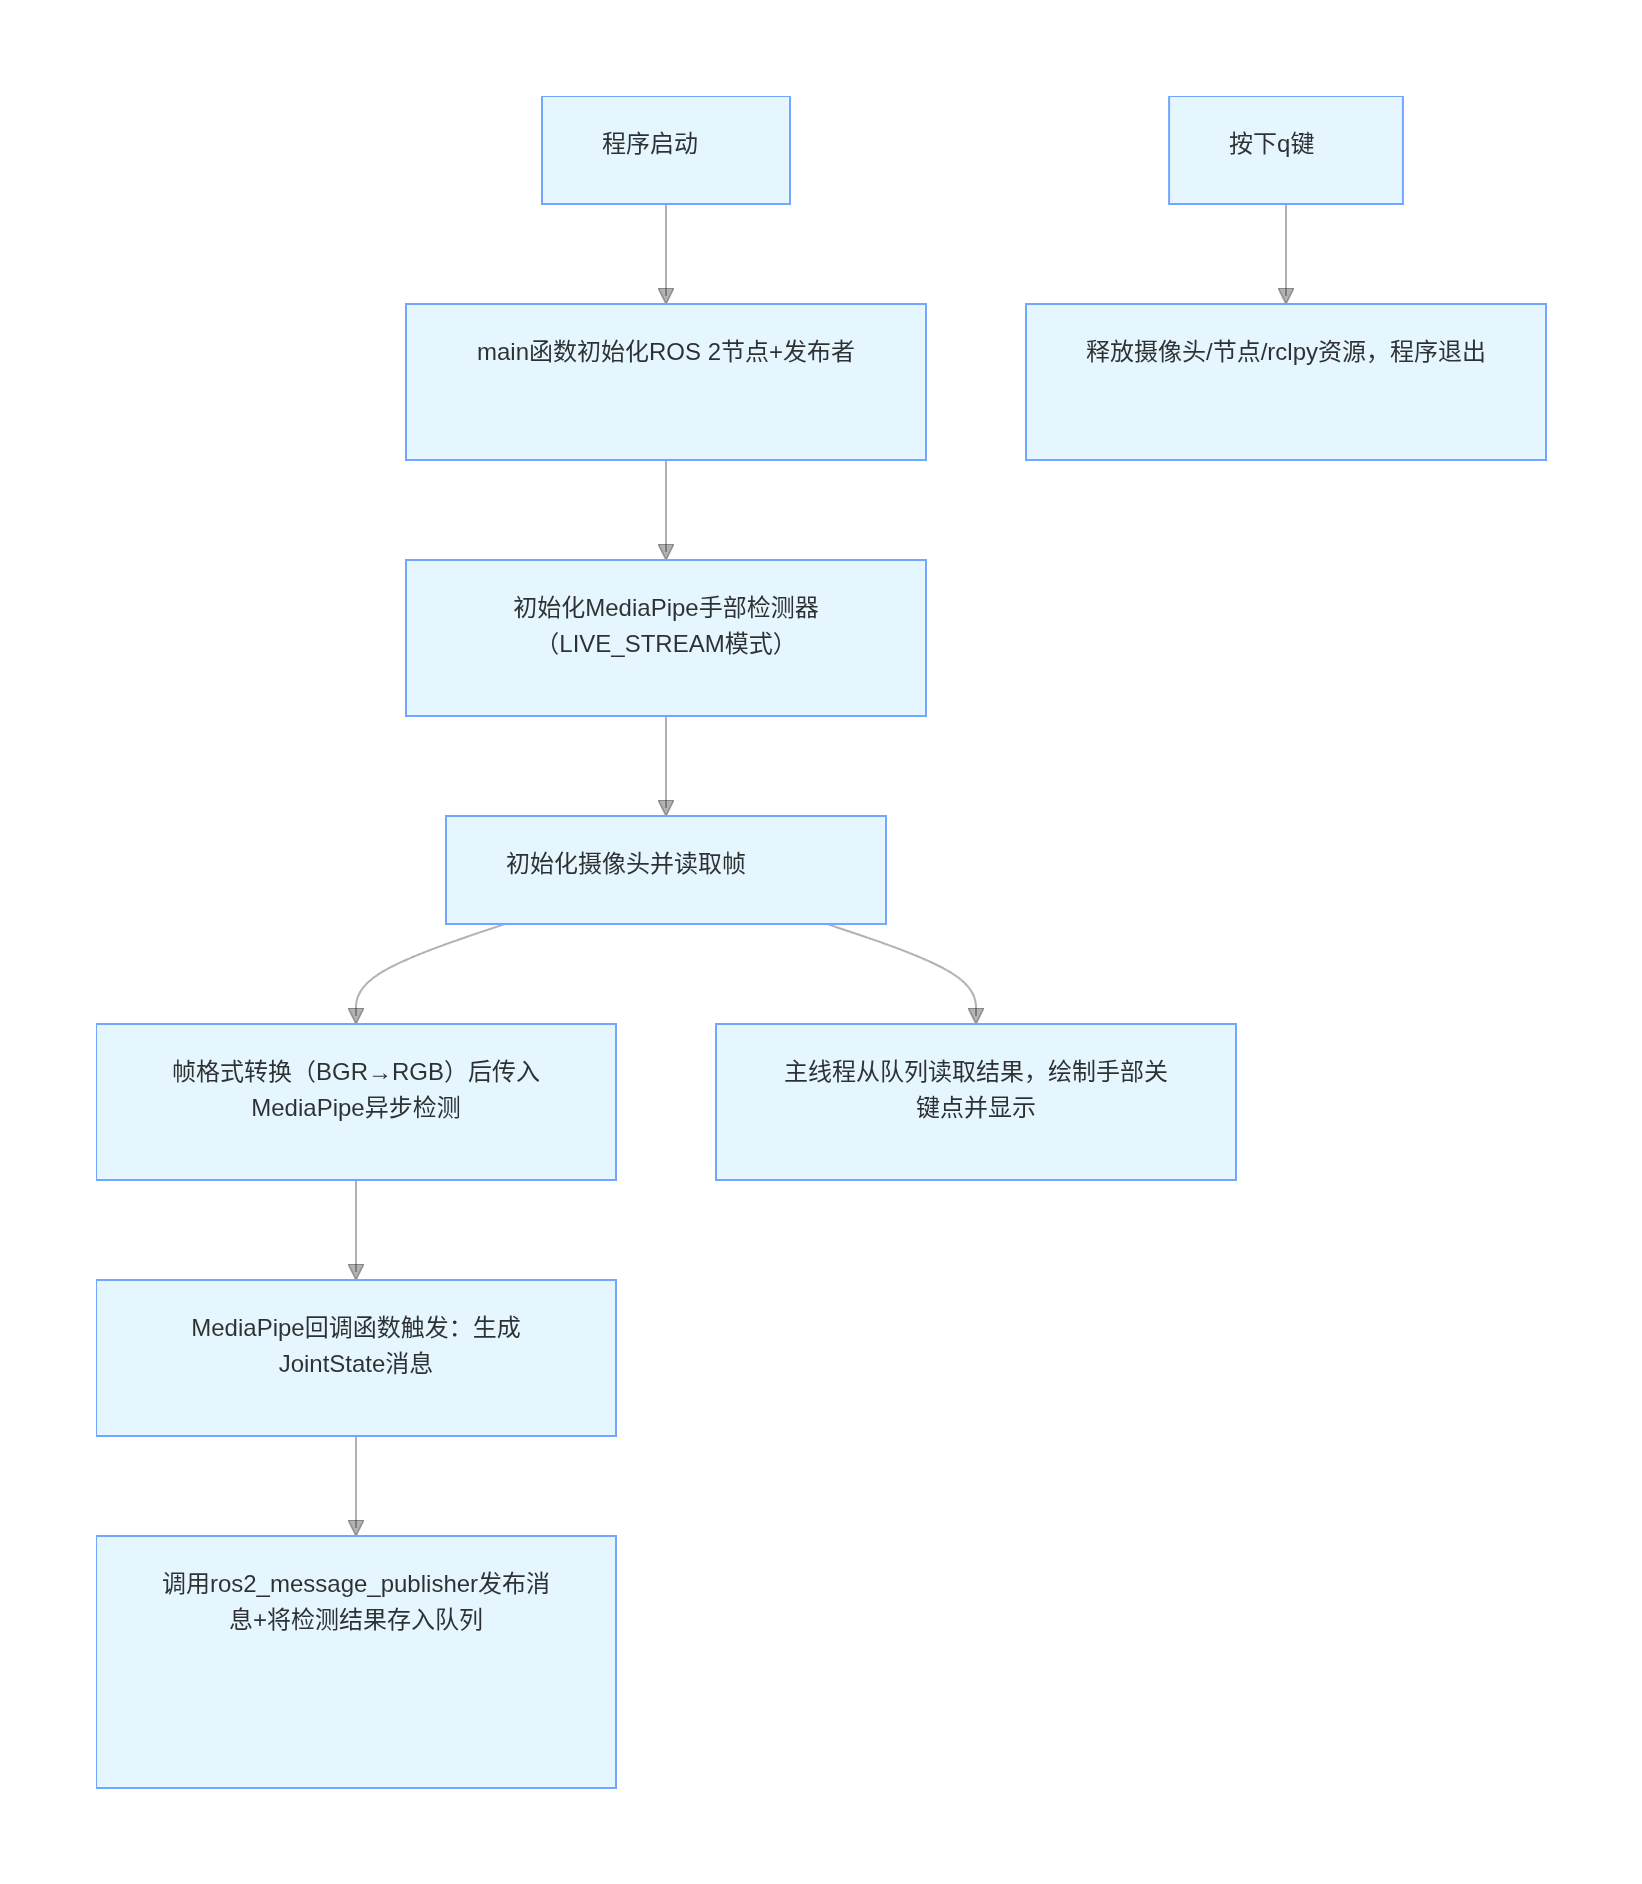 程序启动
按下q键
main函数初始化ROS 2节点+发布者
释放摄像头/节点/rclpy资源，程序退出
初始化MediaPipe手部检测器
（LIVE_STREAM模式）
初始化摄像头并读取帧
帧格式转换（BGR→RGB）后传入
MediaPipe异步检测
主线程从队列读取结果，绘制手部关
键点并显示
MediaPipe回调函数触发：生成
JointState消息
调用ros2_message_publisher发布消
息+将检测结果存入队列